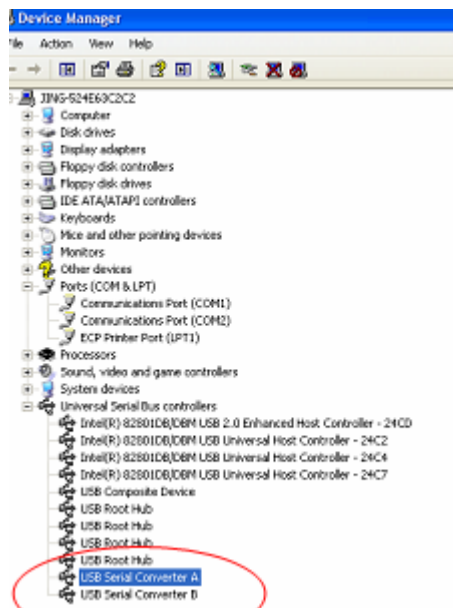 Device Manager
File Action View Help
JING-524E63C2C2
Computer
Disk drives
Display adapters
Floppy disk controllers
Floppy disk drives
IDE ATA/ATAPI controllers
Keyboards
Mice and other pointing devices
Monitors
Other devices
Ports (COM & LPT)
Communications Port (COM1)
Communications Port (COM2)
ECP Printer Port (LPT1)
Processors
Sound, video and game controllers
System devices
Universal Serial Bus controllers
Intel(R) 82801DB/DBM USB 2.0 Enhanced Host Controller - 24CD
Intel(R) 82801DB/DBM USB Universal Host Controller - 24C2
Intel(R) 82801DB/DBM USB Universal Host Controller - 24C4
Intel(R) 82801DB/DBM USB Universal Host Controller - 24C7
USB Composite Device
USB Root Hub
USB Root Hub
USB Root Hub
USB Root Hub
USB Serial Converter A
USB Serial Converter B